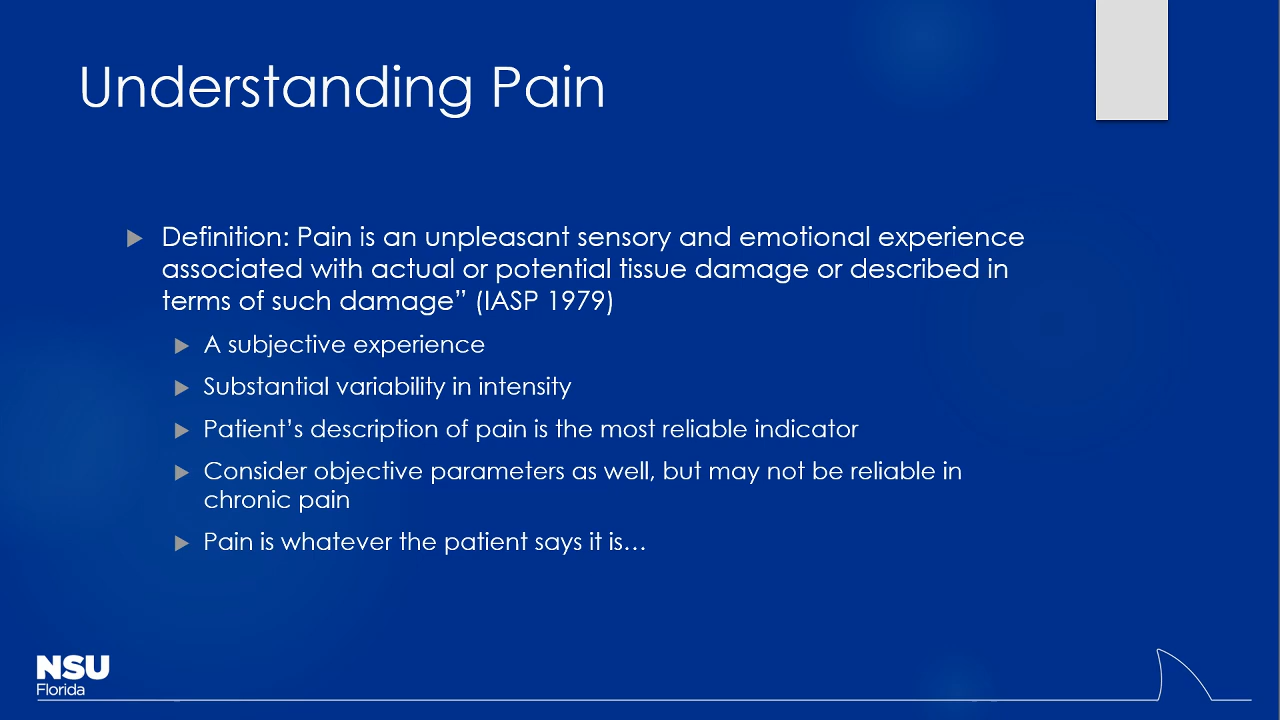 Understanding Pain
Definition: Pain is an unpleasant sensory and emotional experience
associated with actual or potential tissue damage or described in
terms of such damage” (IASP 1979)
A subjective experience
Substantial variability in intensity
Patient’s description of pain is the most reliable indicator
Consider objective parameters as well, but may not be reliable in
chronic pain
Pain is whatever the patient says it is…
NSU
Florida